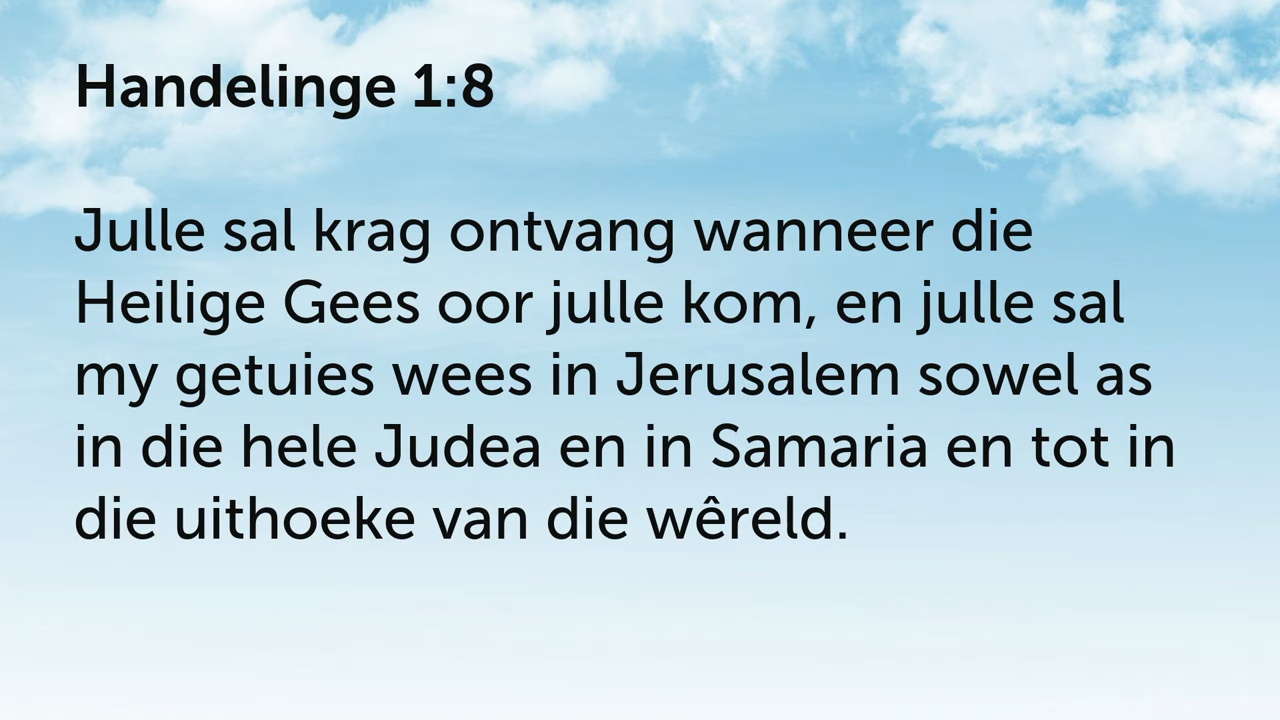 Handelinge 1:8
Julle sal krag ontvang wanneer die
Heilige Gees oor julle kom, en julle sal
my getuies wees in Jerusalem sowel as
in die hele Judea en in Samaria en tot in
die uithoeke van die wêreld.